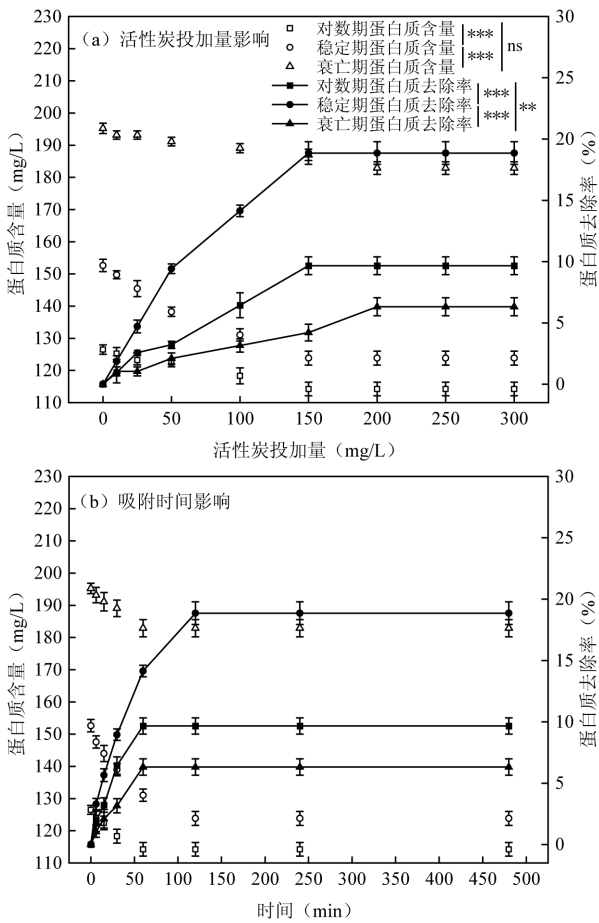 230
220
210
200
190
180
170
160
150
140
130
120
110
蛋白质含量（mg/L）
（a）活性炭投加量影响
对数期蛋白质含量
稳定期蛋白质含量
衰亡期蛋白质含量
***
***
ns
对数期蛋白质去除率
稳定期蛋白质去除率
衰亡期蛋白质去除率
***
***
**
30
25
20
15
10
5
0
蛋白质去除率（%）
0 50 100 150 200 250 300
活性炭投加量（mg/L）
230
220
210
200
190
180
170
160
150
140
130
120
110
蛋白质含量（mg/L）
（b）吸附时间影响
30
25
20
15
10
5
0
蛋白质去除率（%）
0 50 100 150 200 250 300 350 400 450 500
时间（min）